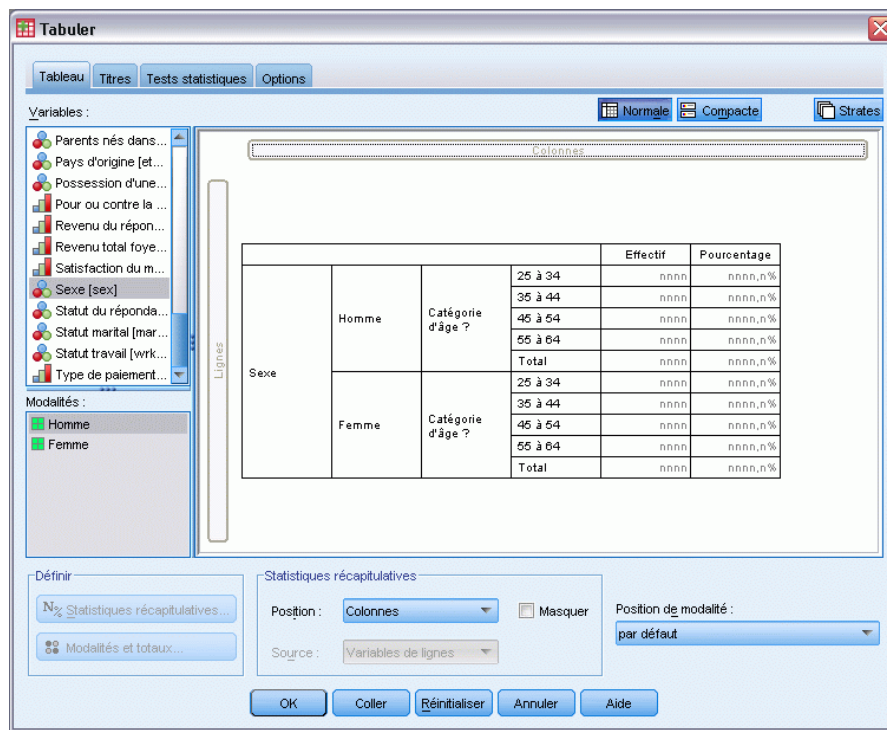 Tabuler
Tableau Titres Tests statistiques Options
Variables :
Normale Compacte Strates
Parents nés dans...
Pays d'origine [et...
Possession d'une...
Pour ou contre la ...
Revenu du répon...
Revenu total foye...
Satisfaction du m...
Sexe [sex]
Statut du réponda...
Statut marital [mar...
Statut travail [wrk...
Type de paiement...
Modalités :
Homme
Femme
Colonnes
Lignes
Effectif Pourcentage
Sexe
Homme
Catégorie
d'âge ?
25 à 34 nnnn nnnn,n%
35 à 44 nnnn nnnn,n%
45 à 54 nnnn nnnn,n%
55 à 64 nnnn nnnn,n%
Total nnnn nnnn,n%
Femme
Catégorie
d'âge ?
25 à 34 nnnn nnnn,n%
35 à 44 nnnn nnnn,n%
45 à 54 nnnn nnnn,n%
55 à 64 nnnn nnnn,n%
Total nnnn nnnn,n%
Définir
N% Statistiques récapitulatives...
Modalités et totaux...
Statistiques récapitulatives
Position : Colonnes Masquer
Source : Variables de lignes
Position de modalité :
par défaut
OK Coller Réinitialiser Annuler Aide